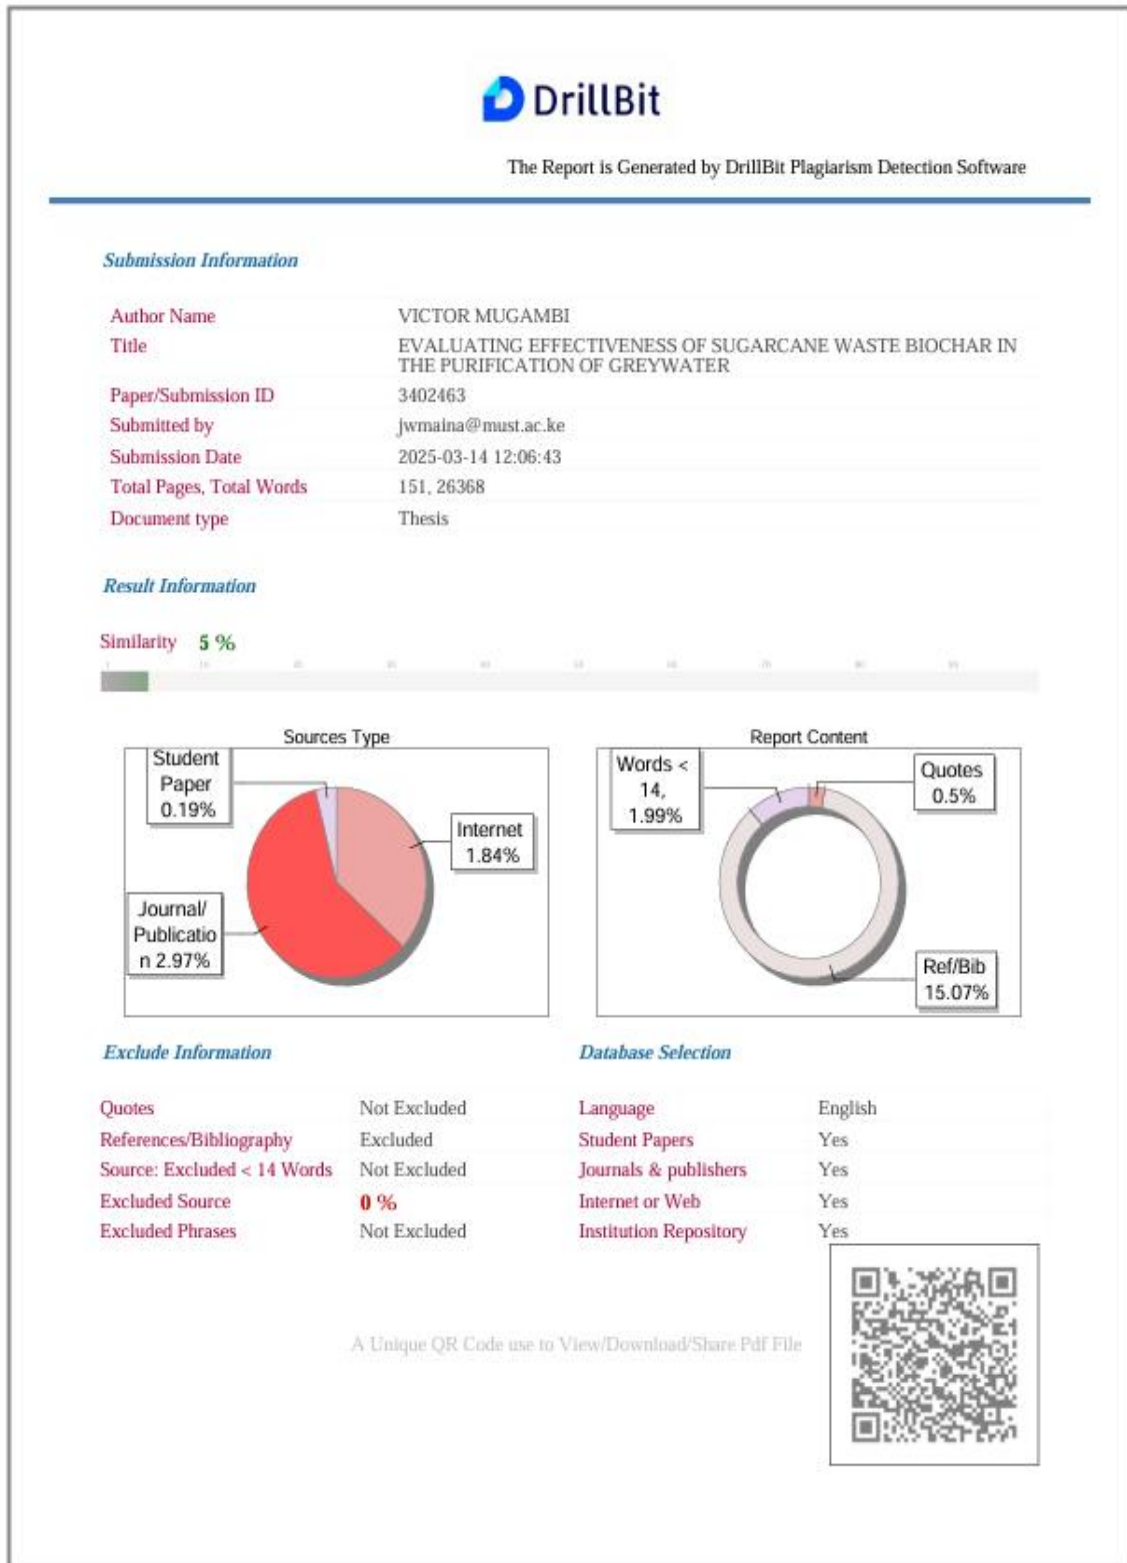 DrillBit
The Report is Generated by DrillBit Plagiarism Detection Software
Submission Information
Author Name VICTOR MUGAMBI
Title EVALUATING EFFECTIVENESS OF SUGARCANE WASTE BIOCHAR IN
THE PURIFICATION OF GREYWATER
Paper/Submission ID 3402463
Submitted by jwmaina@must.ac.ke
Submission Date 2025-03-14 12:06:43
Total Pages, Total Words 151, 26368
Document type Thesis
Result Information
Similarity 5 %
Sources Type
Student
Paper
0.19%
Internet
1.84%
Journal/
Publicatio
n 2.97%
Report Content
Words <
14,
1.99%
Quotes
0.5%
Ref/Bib
15.07%
Exclude Information
Quotes Not Excluded
References/Bibliography Excluded
Source: Excluded < 14 Words Not Excluded
Excluded Source 0 %
Excluded Phrases Not Excluded
Database Selection
Language English
Student Papers Yes
Journals & publishers Yes
Internet or Web Yes
Institution Repository Yes
A Unique QR Code use to View/Download/Share Pdf File